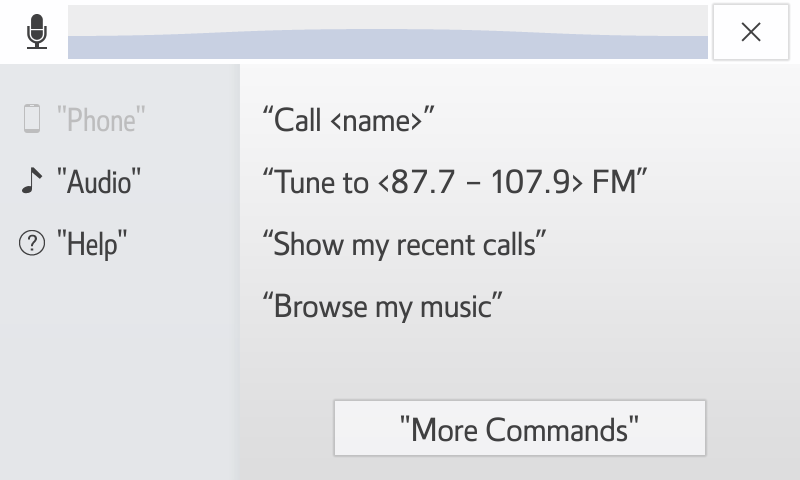 "Phone"
"Audio"
"Help"
“Call <name>”
“Tune to <87.7 – 107.9> FM”
“Show my recent calls”
“Browse my music”
"More Commands"